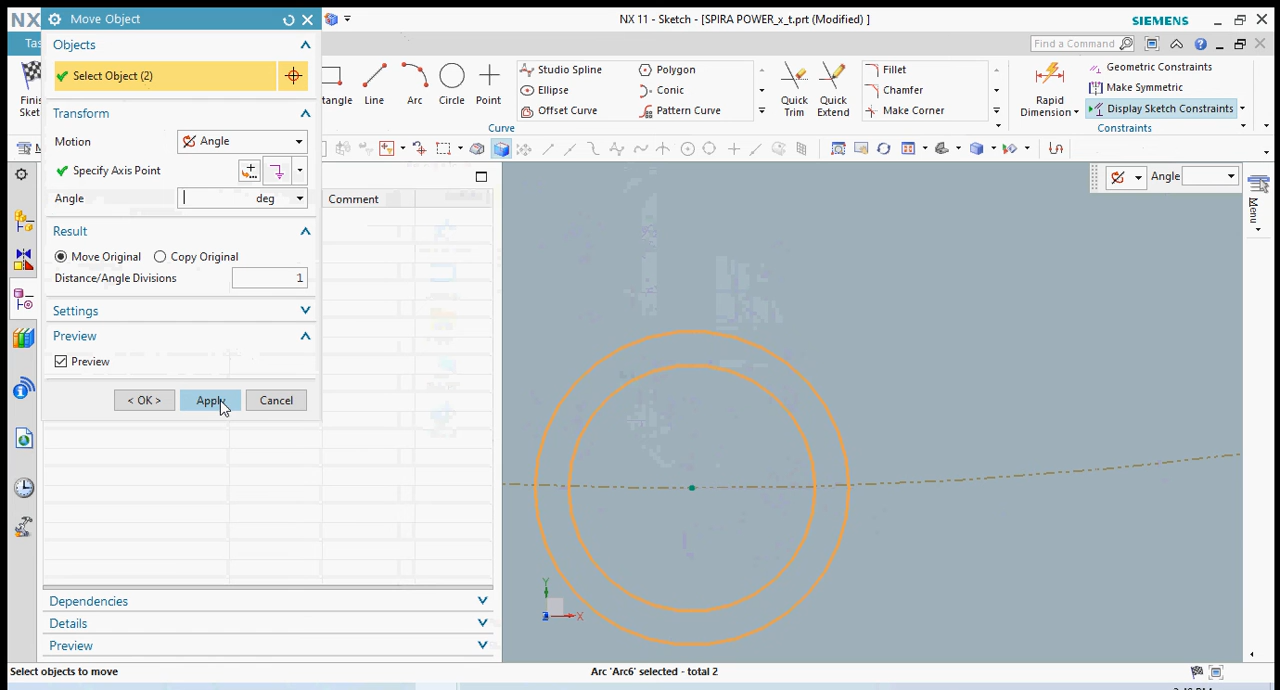 NX
Move Object
NX 11 - Sketch - [SPIRA POWER_x_t.prt (Modified) ]
SIEMENS
Objects
Find a Command
Select Object (2)
Transform
Motion
Angle
Specify Axis Point
Angle
deg
Result
Move Original
Copy Original
Distance/Angle Divisions
1
Settings
Preview
Preview
< OK >
Apply
Cancel
Line
Arc
Circle
Point
Studio Spline
Polygon
Ellipse
Conic
Offset Curve
Pattern Curve
Curve
Quick
Trim
Quick
Extend
Fillet
Chamfer
Make Corner
Rapid
Dimension
Geometric Constraints
Make Symmetric
Display Sketch Constraints
Constraints
Comment
Angle
Menu
Y
X
Dependencies
Details
Preview
Select objects to move
Arc 'Arc6' selected - total 2